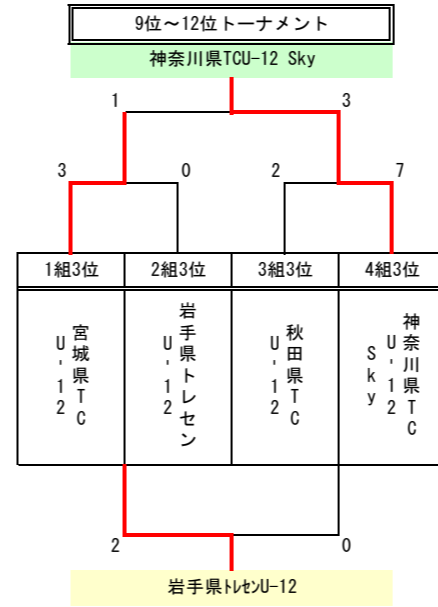 9位～12位トーナメント
神奈川県TCU-12 Sky
1 3
3 0 2 7
1組3位 2組3位 3組3位 4組3位
宮城県TC
U'12
岩手県トレセン
U'12
秋田県TC
U'12
神奈川県TC
U'12
Sky
2 0
岩手県ﾄﾚｾﾝU-12